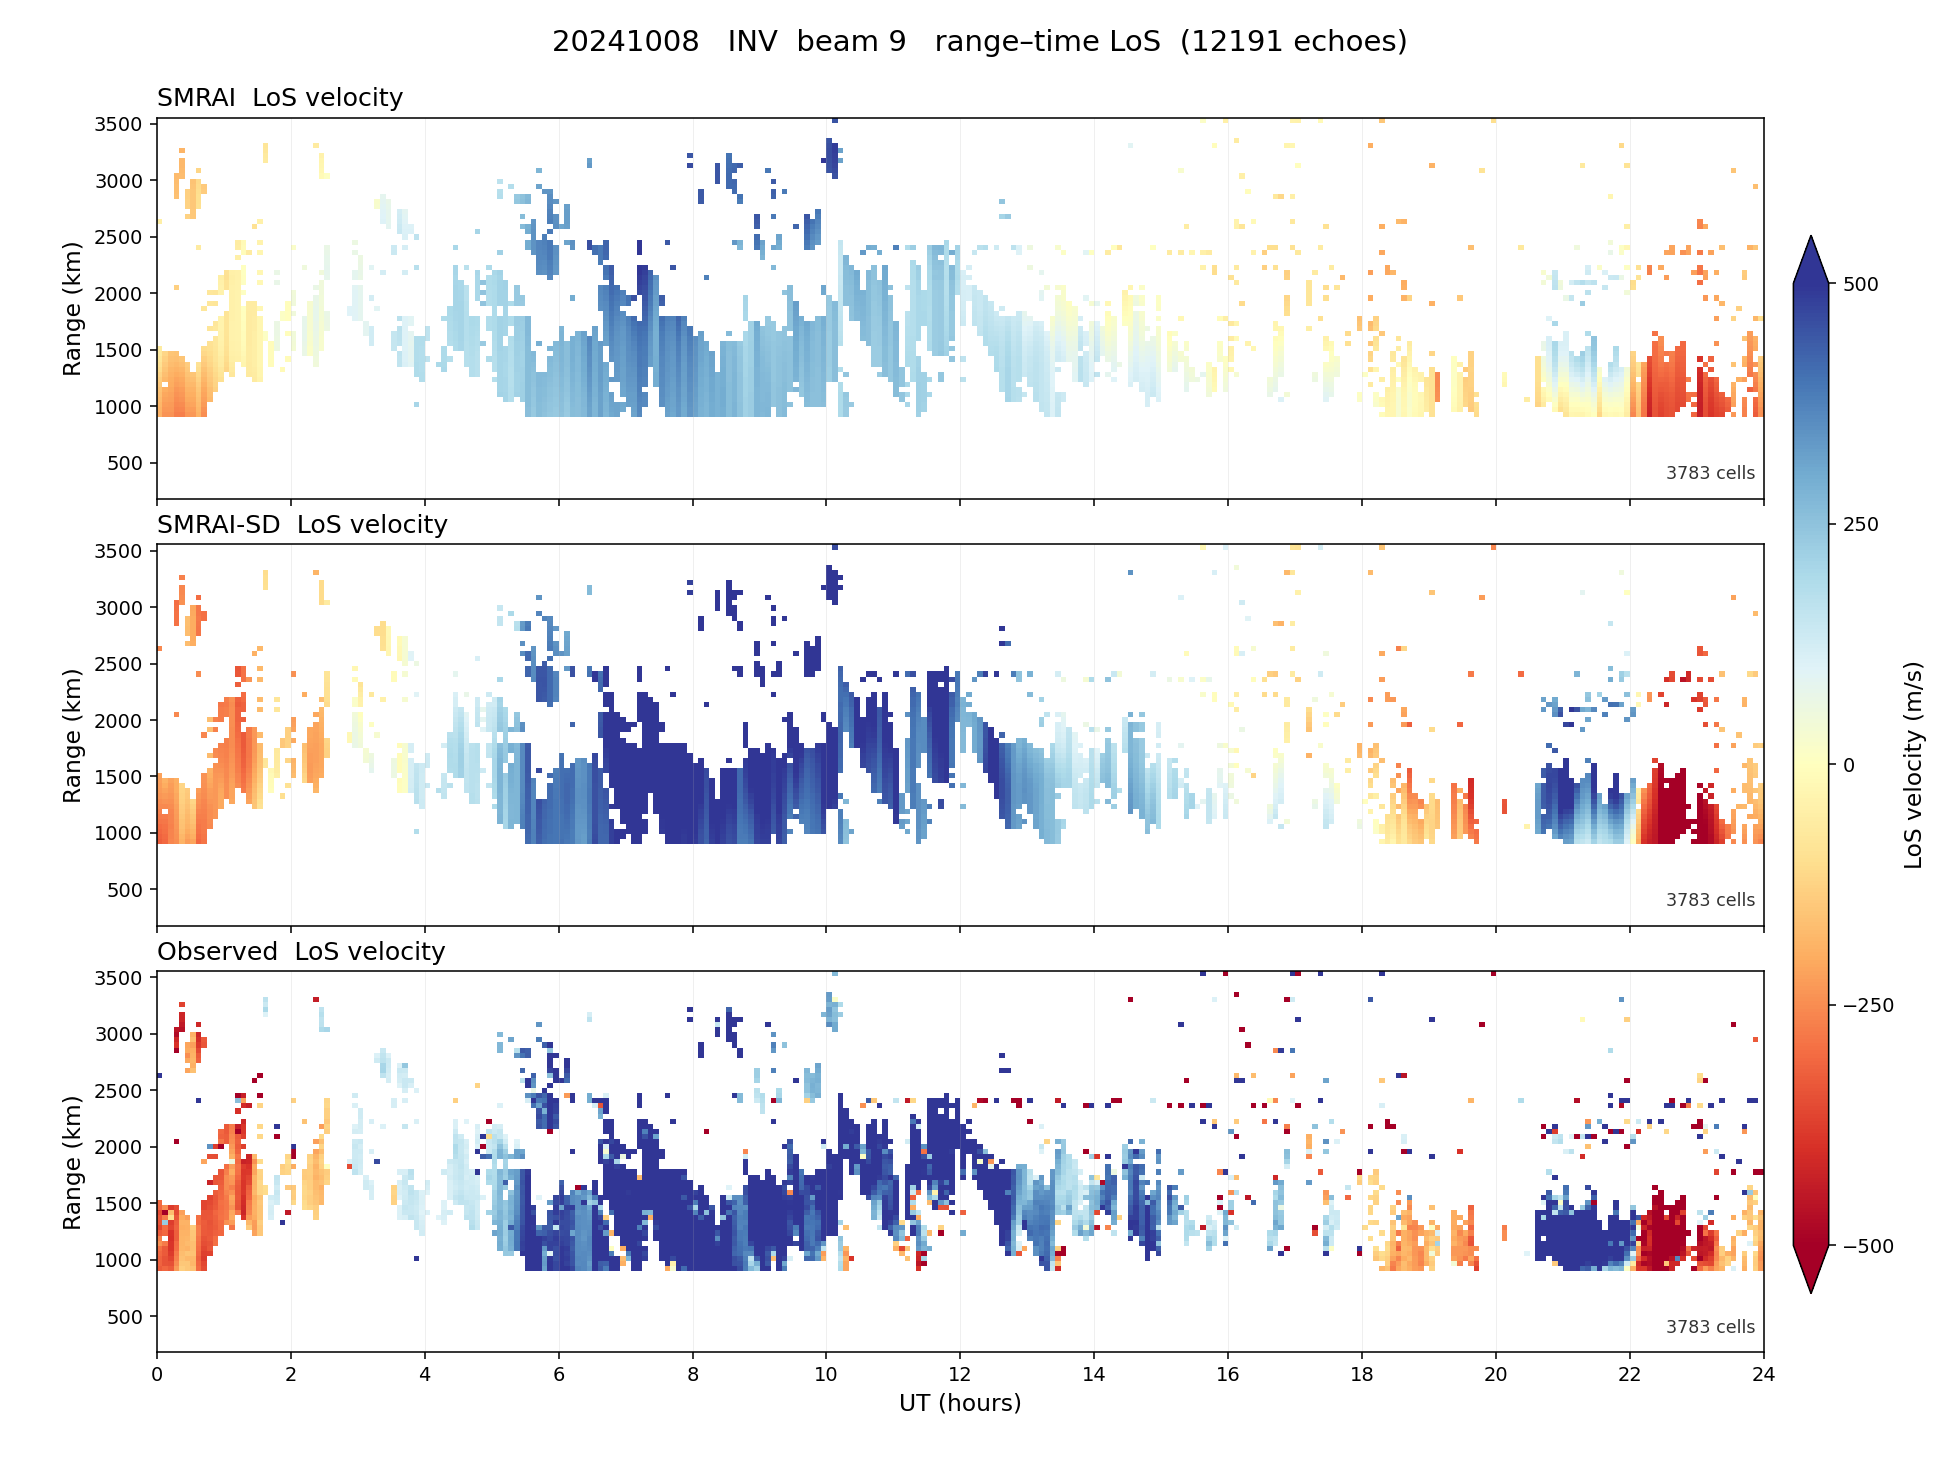 20241008   INV  beam 9   range–time LoS  (12191 echoes)
SMRAI  LoS velocity
3500
3000
2500
2000
1500
1000
500
Range (km)
3783 cells
SMRAI-SD  LoS velocity
3500
3000
2500
2000
1500
1000
500
Range (km)
3783 cells
Observed  LoS velocity
3500
3000
2500
2000
1500
1000
500
Range (km)
3783 cells
0 2 4 6 8 10 12 14 16 18 20 22 24
UT (hours)
500
250
0
−250
−500
LoS velocity (m/s)